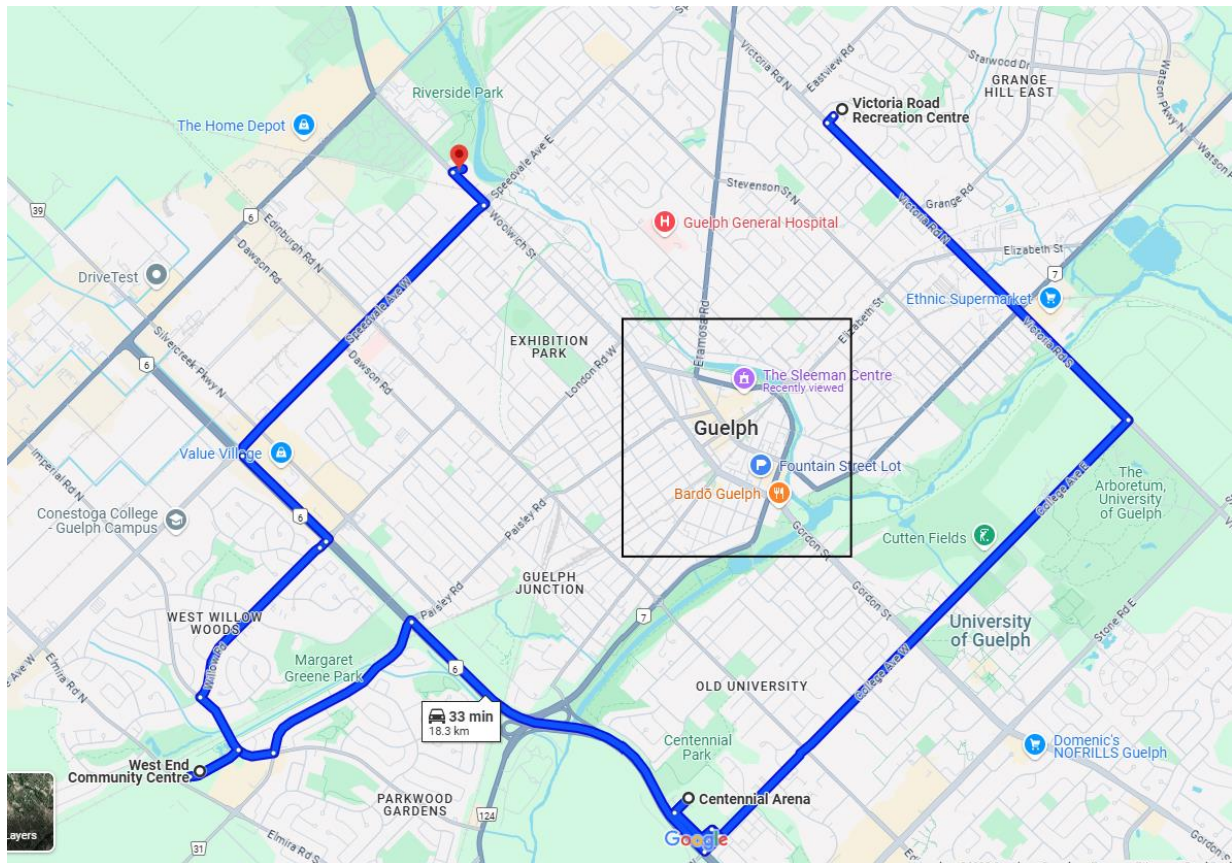 Riverside Park
The Home Depot
39
6
Edinburgh Rd N
Dawson Rd
DriveTest
Silvercreek Pkwy N
6
Speedvale Ave W
Dawson Rd
Speedvale Ave E
Woolwich St
Victoria Rd N
Eastview Rd
Starwood Dr
GRANGE
HILL EAST
Watson Pkwy N
Victoria Road
Recreation Centre
Stevenson St N
Grange Rd
Victoria Rd N
Elizabeth St
7
Guelph General Hospital
Ethnic Supermarket
Victoria Rd S
Elizabeth St
Eramosa Rd
EXHIBITION
PARK
London Rd W
The Sleeman Centre
Recently viewed
Guelph
Fountain Street Lot
Bardō Guelph
Value Village
Imperial Rd N
Conestoga College
- Guelph Campus
6
Paisley Rd
Gordon St
Cutten Fields
College Ave E
The
Arboretum,
University
of Guelph
GUELPH
JUNCTION
Paisley Rd
7
Gordon St
University
of Guelph
Stone Rd E
WEST WILLOW
WOODS
Willow Rd
Margaret
Greene Park
6
Elmira Rd N
OLD UNIVERSITY
College Ave W
33 min
18.3 km
West End
Community Centre
Centennial
Park
Domenic's
NOFRILLS Guelph
PARKWOOD
GARDENS
124
Centennial Arena
Google
Layers
31
Elmira Rd S
Gordon St